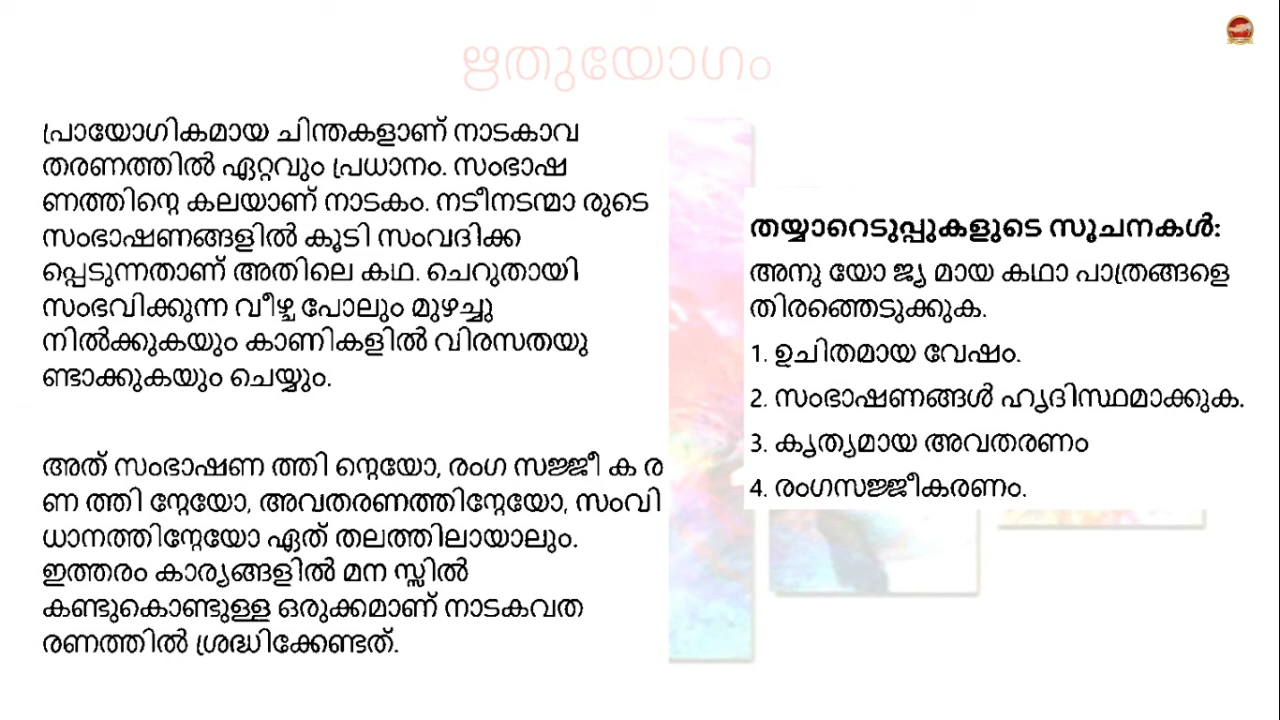 ഋതുയോഗം
പ്രായോഗികമായ ചിന്തകളാണ് നാടകാവ
തരണത്തിൽ ഏറ്റവും പ്രധാനം. സംഭാഷ
ണത്തിന്റെ കലയാണ് നാടകം. നടീനടന്മാ രുടെ
സംഭാഷണങ്ങളിൽ കൂടി സംവദിക്ക
പ്പെടുന്നതാണ് അതിലെ കഥ. ചെറുതായി
സംഭവിക്കുന്ന വീഴ്ച പോലും മുഴച്ചു
നിൽക്കുകയും കാണികളിൽ വിരസതയു
ണ്ടാക്കുകയും ചെയ്യും.
അത് സംഭാഷണ ത്തി ന്റെയോ, രംഗ സജ്ജീ ക ര
ണ ത്തി ന്റേയോ, അവതരണത്തിന്റേയോ, സംവി
ധാനത്തിന്റേയോ ഏത് തലത്തിലായാലും.
ഇത്തരം കാര്യങ്ങളിൽ മന സ്സിൽ
കണ്ടുകൊണ്ടുള്ള ഒരുക്കമാണ് നാടകവത
രണത്തിൽ ശ്രദ്ധിക്കേണ്ടത്.
തയ്യാറെടുപ്പുകളുടെ സൂചനകൾ:
അനു യോ ജ്യ മായ കഥാ പാത്രങ്ങളെ
തിരഞ്ഞെടുക്കുക.
1. ഉചിതമായ വേഷം.
2. സംഭാഷണങ്ങൾ ഹൃദിസ്ഥമാക്കുക.
3. കൃത്യമായ അവതരണം
4. രംഗസജ്ജീകരണം.